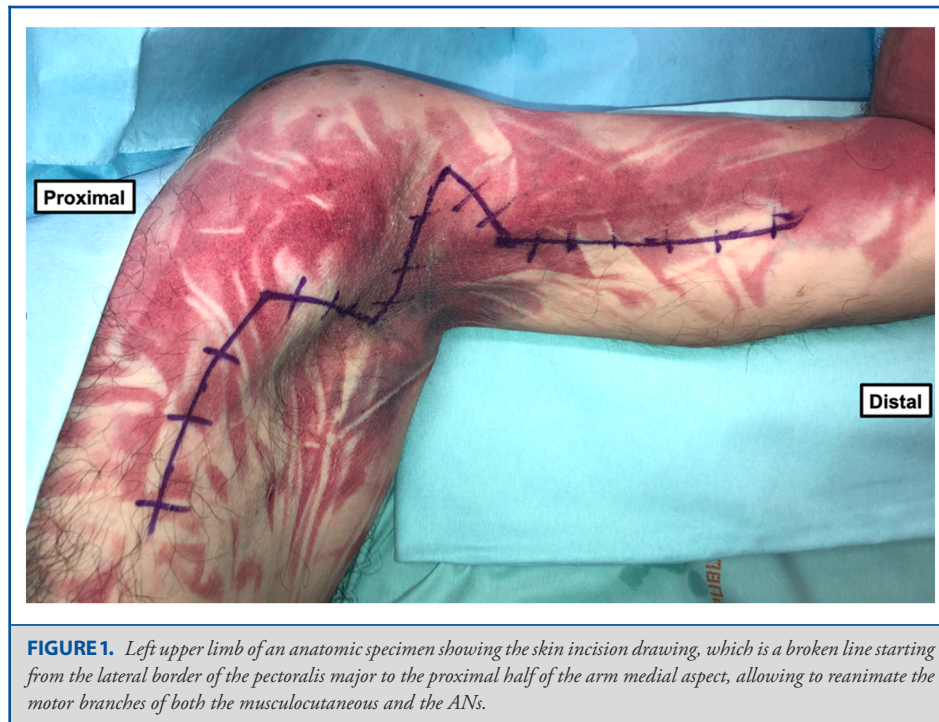 Proximal
Distal
FIGURE 1. Left upper limb of an anatomic specimen showing the skin incision drawing, which is a broken line starting
from the lateral border of the pectoralis major to the proximal half of the arm medial aspect, allowing to reanimate the
motor branches of both the musculocutaneous and the ANs.